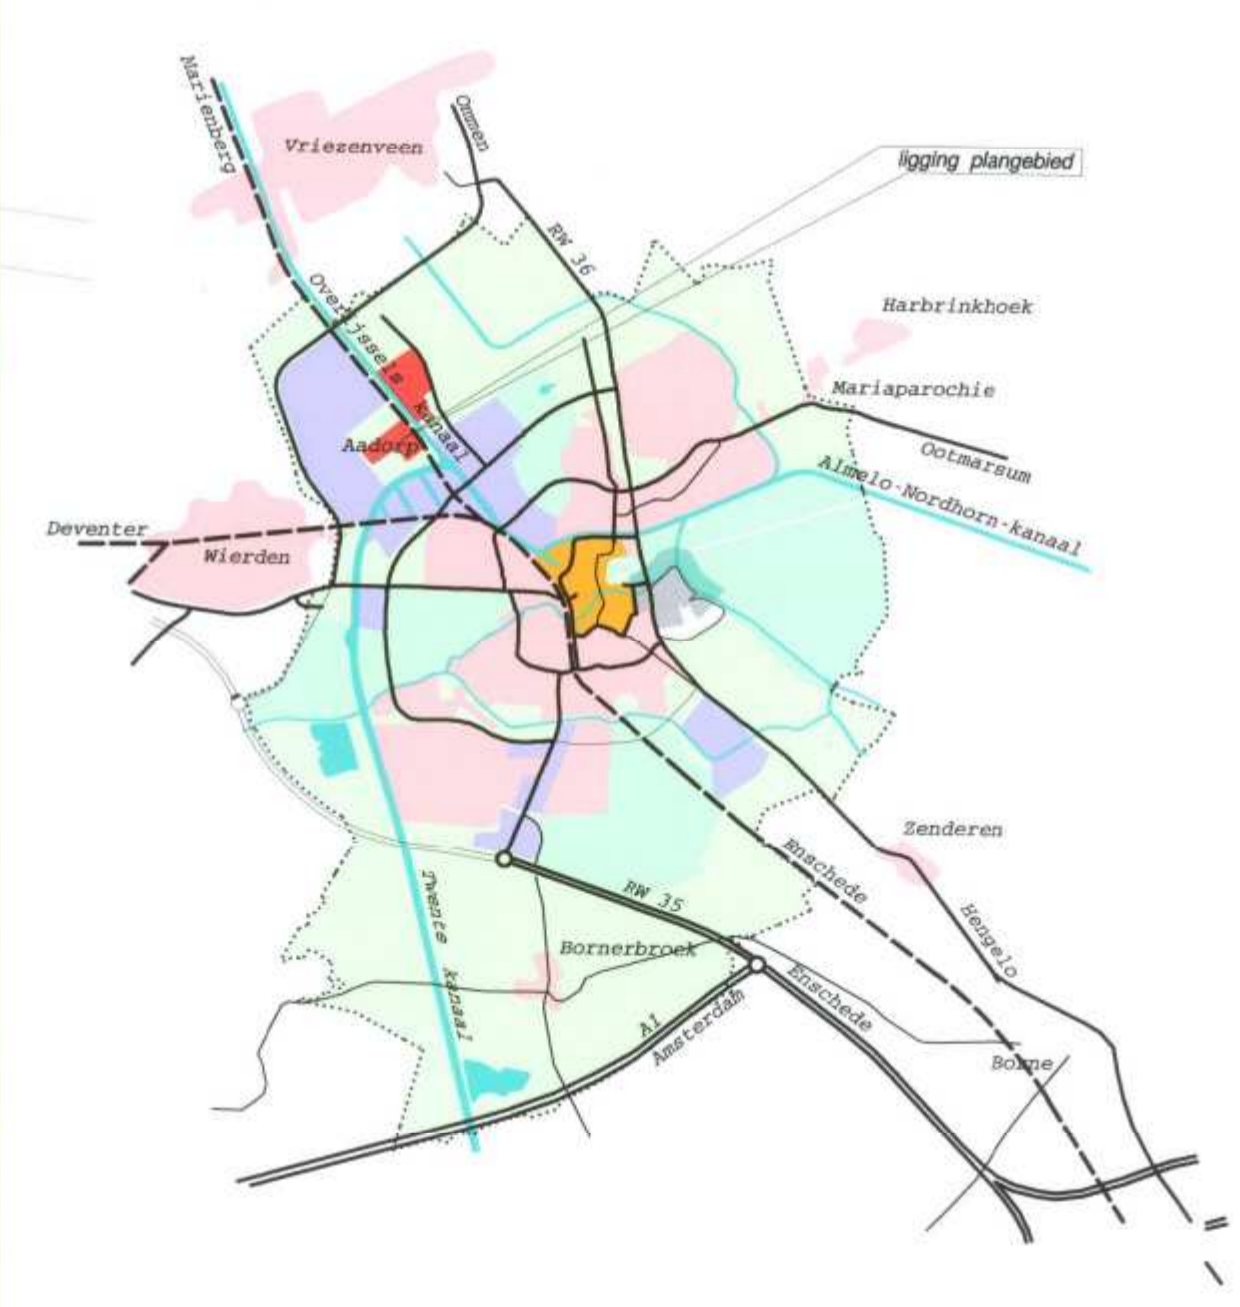 Marienberg
Ommen
Vriezenveen
ligging plangebied
RW 36
Overijssels kanaal
Harbrinkhoek
Mariaparochie
Aadorp
Ootmarsum
Almelo-Nordhorn-kanaal
Deventer
Wierden
Zenderen
Enschede
RW 35
Twente kanaal
Hengelo
Bornerbroek
Enschede
A1
Amsterdam
Borne